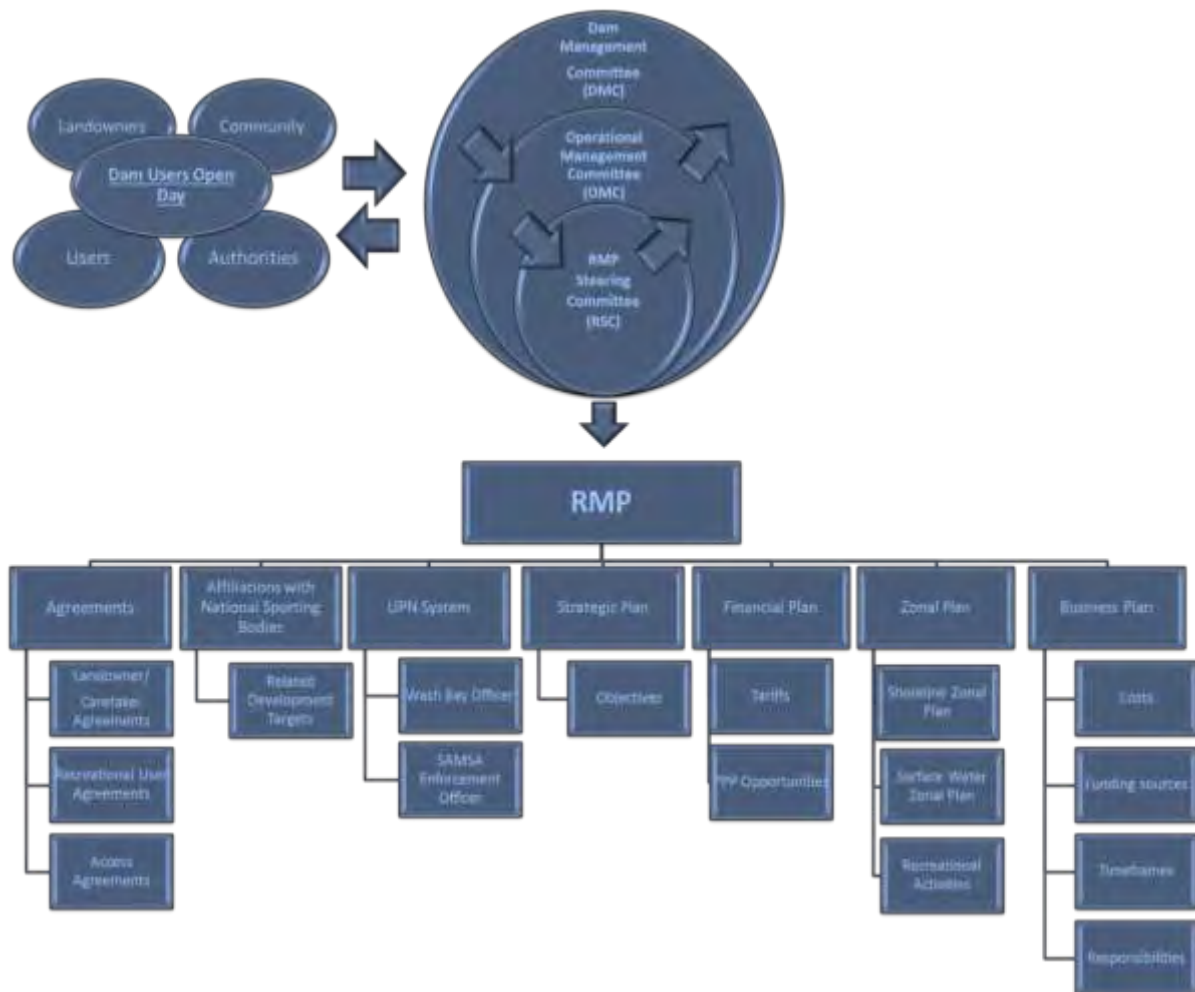 Dam
Management
Committee
(DMC)
Landowners
Community
Dam Users Open
Day
Users
Authorities
Operational
Management
Committee
(OMC)
RMP
Steering
Committee
(RSC)
RMP
Agreements
Landowner/
Caretaker
Agreements
Recreational User
Agreements
Access
Agreements
Affiliations with
National Sporting
Bodies
Related
Development
Targets
UPN System
Wash Bay Officer
SAMSA
Enforcement
Officer
Strategic Plan
Objectives
Financial Plan
Tariffs
PPP Opportunities
Zonal Plan
Shoreline Zonal
Plan
Surface Water
Zonal Plan
Recreational
Activities
Business Plan
Costs
Funding sources
Timeframes
Responsibilities